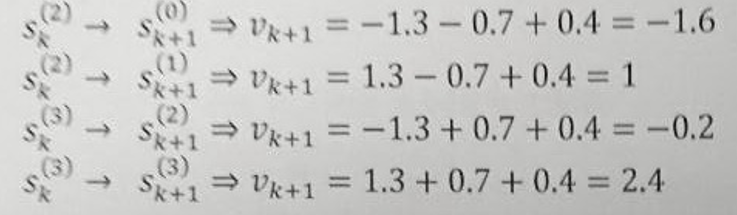 s_k^{(2)} → s_{k+1}^{(0)} ⇒ v_{k+1} = −1.3 − 0.7 + 0.4 = −1.6
s_k^{(2)} → s_{k+1}^{(1)} ⇒ v_{k+1} = 1.3 − 0.7 + 0.4 = 1
s_k^{(3)} → s_{k+1}^{(2)} ⇒ v_{k+1} = −1.3 + 0.7 + 0.4 = −0.2
s_k^{(3)} → s_{k+1}^{(3)} ⇒ v_{k+1} = 1.3 + 0.7 + 0.4 = 2.4